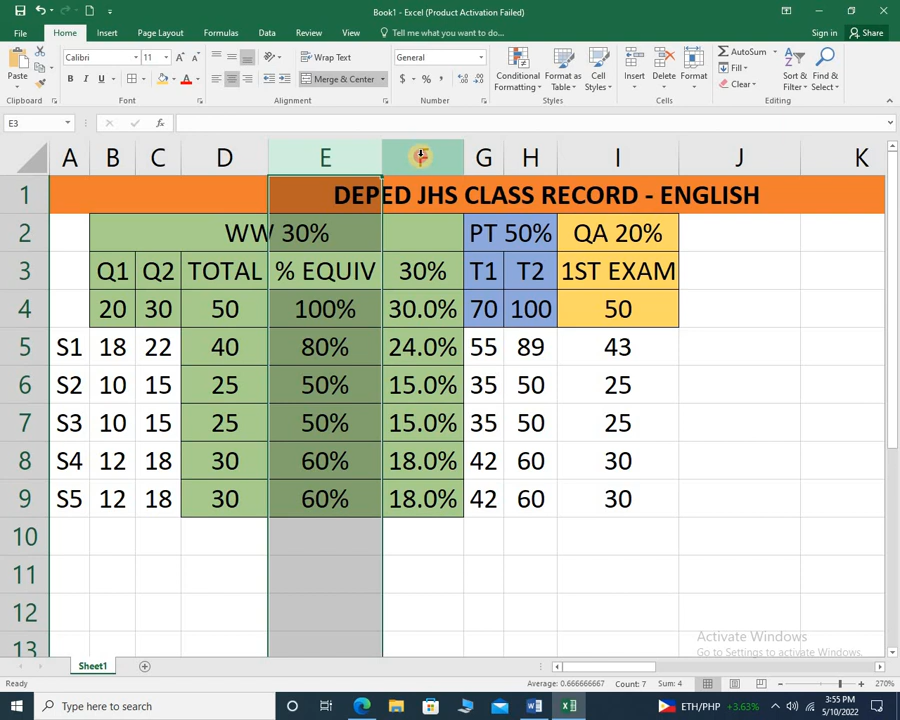 Book1 - Excel (Product Activation Failed)
File Home Insert Page Layout Formulas Data Review View Tell me what you want to do... Sign in Share
Paste
Clipboard
Calibri 11
B I U
Font
Wrap Text
Merge & Center
Alignment
General
$ % ,
Number
Conditional Formatting
Format as Table
Cell Styles
Styles
Insert Delete Format
Cells
AutoSum
Fill
Clear
Sort & Filter
Find & Select
Editing
E3 fx
A B C D E F G H I J K
1 DEPED JHS CLASS RECORD - ENGLISH
2 WW 30% PT 50% QA 20%
3 Q1 Q2 TOTAL % EQUIV 30% T1 T2 1ST EXAM
4 20 30 50 100% 30.0% 70 100 50
5 S1 18 22 40 80% 24.0% 55 89 43
6 S2 10 15 25 50% 15.0% 35 50 25
7 S3 10 15 25 50% 15.0% 35 50 25
8 S4 12 18 30 60% 18.0% 42 60 30
9 S5 12 18 30 60% 18.0% 42 60 30
10
11
12
13
Activate Windows
Go to Settings to activate Windows.
Sheet1
Ready Average: 0.666666667 Count: 7 Sum: 4 270%
Type here to search ETH/PHP +3.63% 3:55 PM
5/10/2022